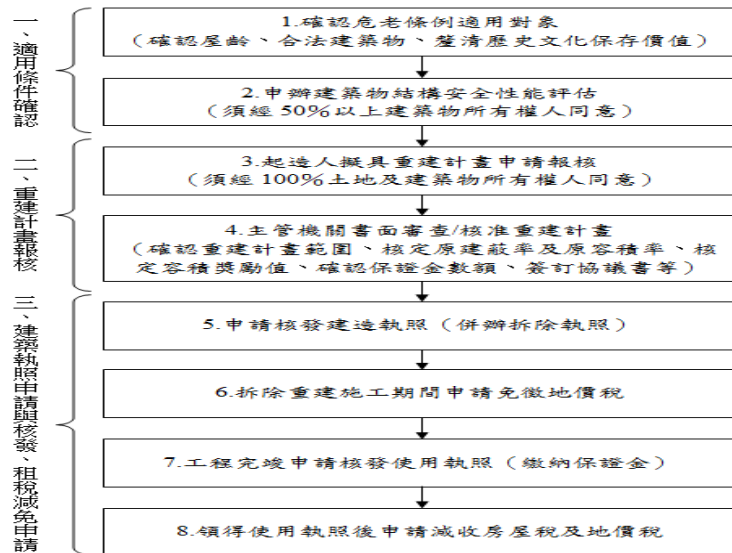 一、適用條件確認
1.確認危老條例適用對象
（確認屋齡、合法建築物、釐清歷史文化保存價值）
2.申辦建築物結構安全性能評估
（須經50%以上建築物所有權人同意）
二、重建計畫報核
3.起造人擬具重建計畫申請報核
（須經100%土地及建築物所有權人同意）
4.主管機關書面審查/核准重建計畫
（確認重建計畫範圍、核定原建蔽率及原容積率、核
定容積獎勵值、確認保證金數額、簽訂協議書等）
三、建築執照申請與核發、租稅減免申請
5.申請核發建造執照（併辦拆除執照）
6.拆除重建施工期間申請免徵地價稅
7.工程完竣申請核發使用執照（繳納保證金）
8.領得使用執照後申請減收房屋稅及地價稅